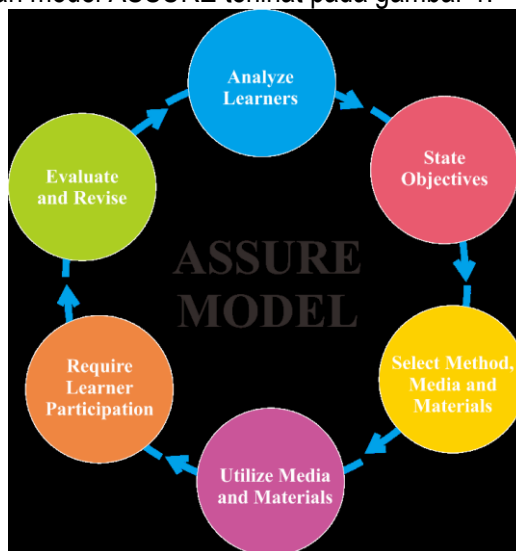 model ASSURE terlihat pada gambar 1.
Analyze
Learners
State
Objectives
Select Method,
Media and
Materials
Utilize Media
and Materials
Require
Learner
Participation
Evaluate
and Revise
ASSURE
MODEL